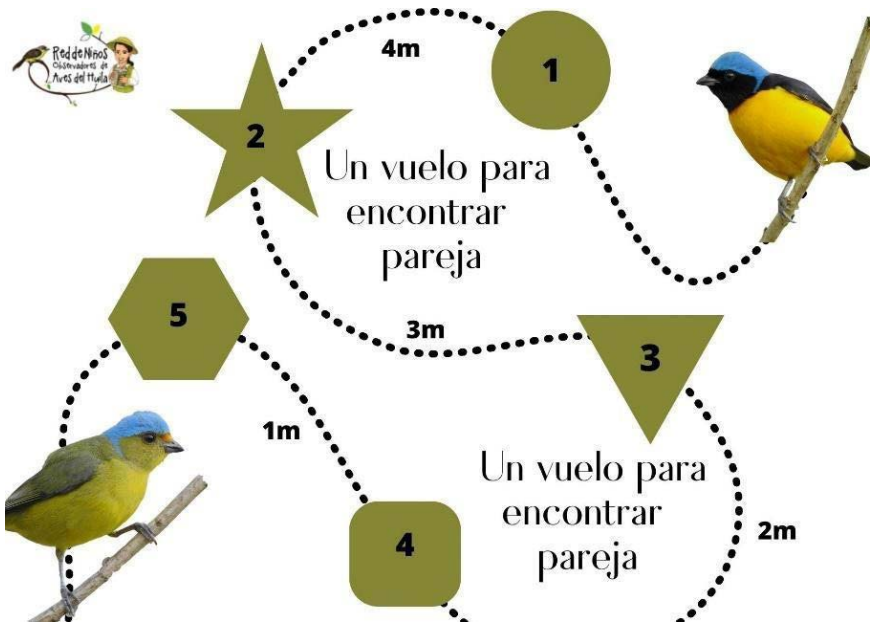 Red de Niños
Observadores de
Aves del Huila
4m
1
2
Un vuelo para
encontrar
pareja
5
3m
3
1m
Un vuelo para
encontrar
pareja
4
2m